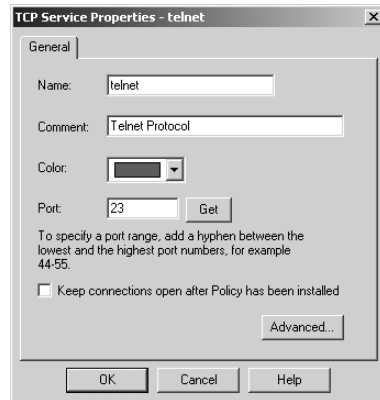 TCP Service Properties - telnet
General
Name: telnet
Comment: Telnet Protocol
Color:
Port: 23 Get
To specify a port range, add a hyphen between the
lowest and the highest port numbers, for example
44-55.
Keep connections open after Policy has been installed
Advanced...
OK Cancel Help